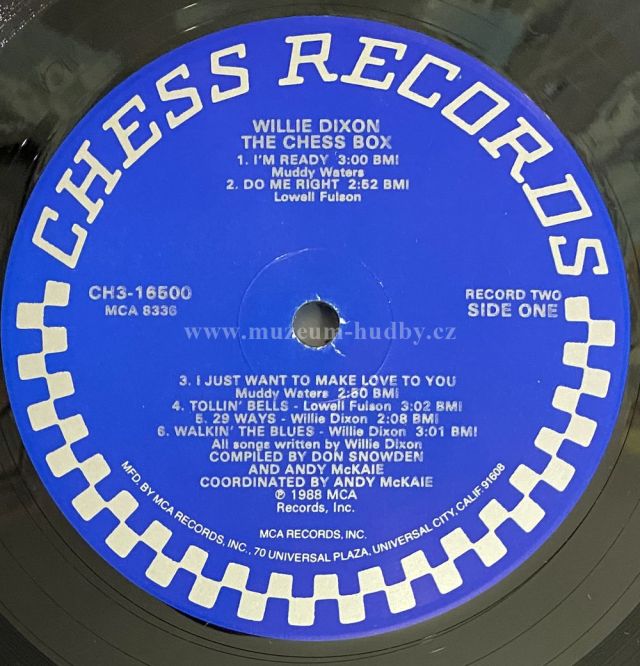 CHESS RECORDS
WILLIE DIXON
THE CHESS BOX
1. I'M READY 3:00 BMI
Muddy Waters
2. DO ME RIGHT 2:52 BMI
Lowell Fulson
CH3-16500
MCA 8336
RECORD TWO
SIDE ONE
www.muzeum-hudby.cz
3. I JUST WANT TO MAKE LOVE TO YOU
Muddy Waters 2:50 BMI
4. TOLLIN' BELLS - Lowell Fulson 3:02 BMI
5. 29 WAYS - Willie Dixon 2:08 BMI
6. WALKIN' THE BLUES - Willie Dixon 3:01 BMI
All songs written by Willie Dixon
COMPILED BY DON SNOWDEN
AND ANDY McKAIE
COORDINATED BY ANDY McKAIE
℗ 1988 MCA
Records, Inc.
MCA RECORDS, INC.
MFD. BY MCA RECORDS, INC., 70 UNIVERSAL PLAZA, UNIVERSAL CITY, CALIF. 91608